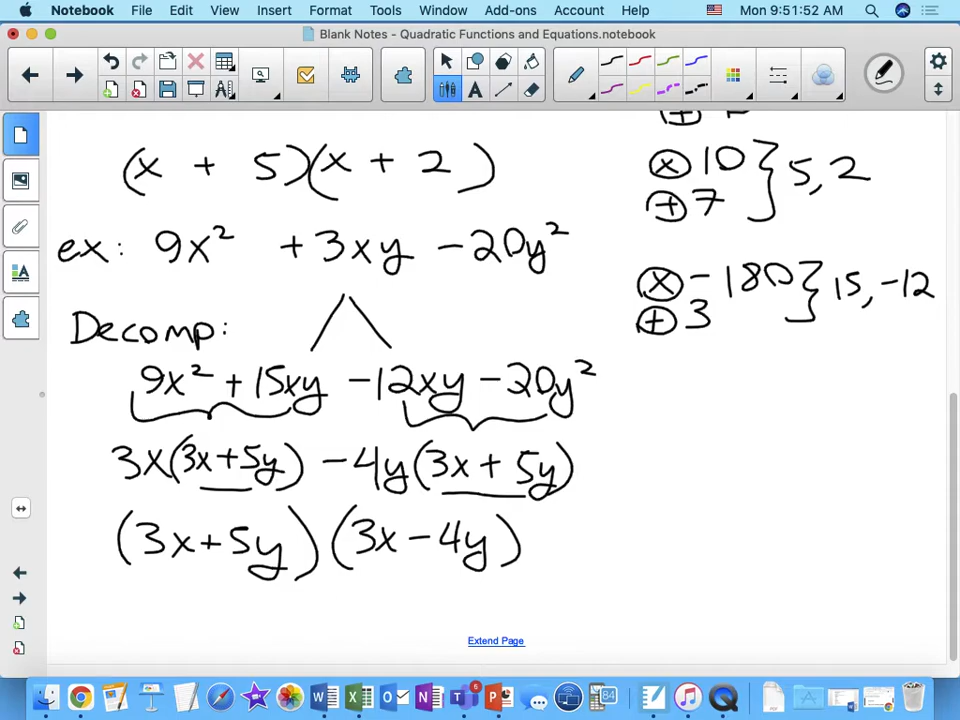 Notebook File Edit View Insert Format Tools Window Add-ons Account Help Mon 9:51:52 AM
Blank Notes - Quadratic Functions and Equations.notebook
(x + 5)(x + 2)
⊗ 10 } 5, 2
⊕ 7
ex: 9x² + 3xy - 20y²
⊗ - 180 } 15, -12
⊕ 3
Decomp:
9x² + 15xy - 12xy - 20y²
3x(3x + 5y) - 4y(3x + 5y)
(3x + 5y) (3x - 4y)
Extend Page
6
84